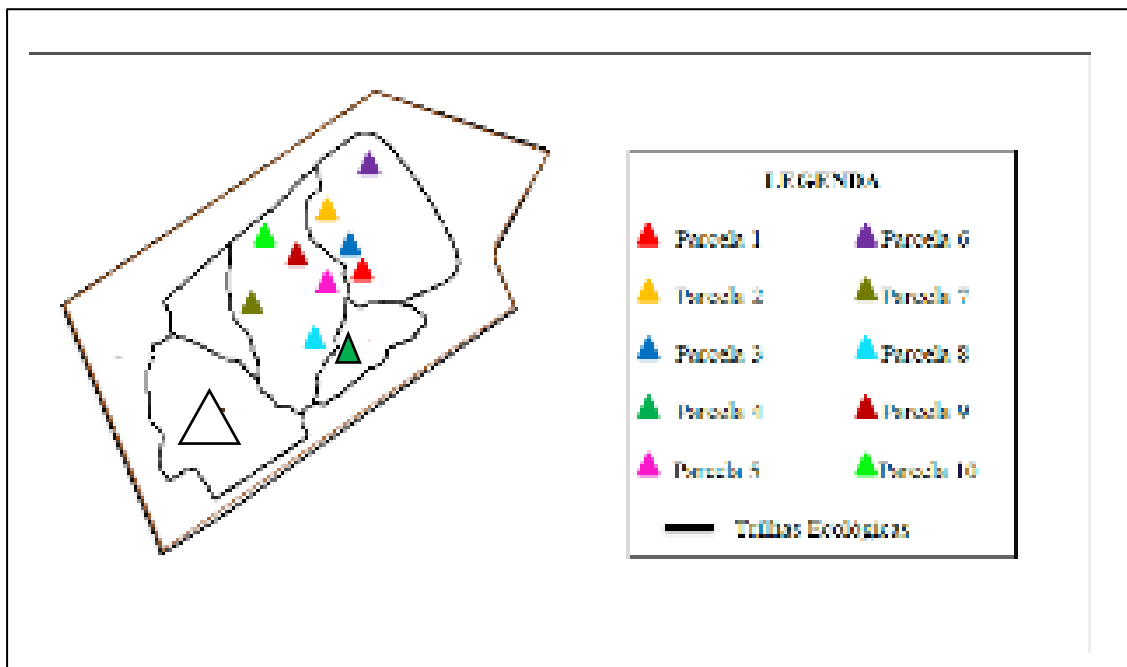 LEGENDA
Parcela 1
Parcela 6
Parcela 2
Parcela 7
Parcela 3
Parcela 8
Parcela 4
Parcela 9
Parcela 5
Parcela 10
Trilhas Ecológicas